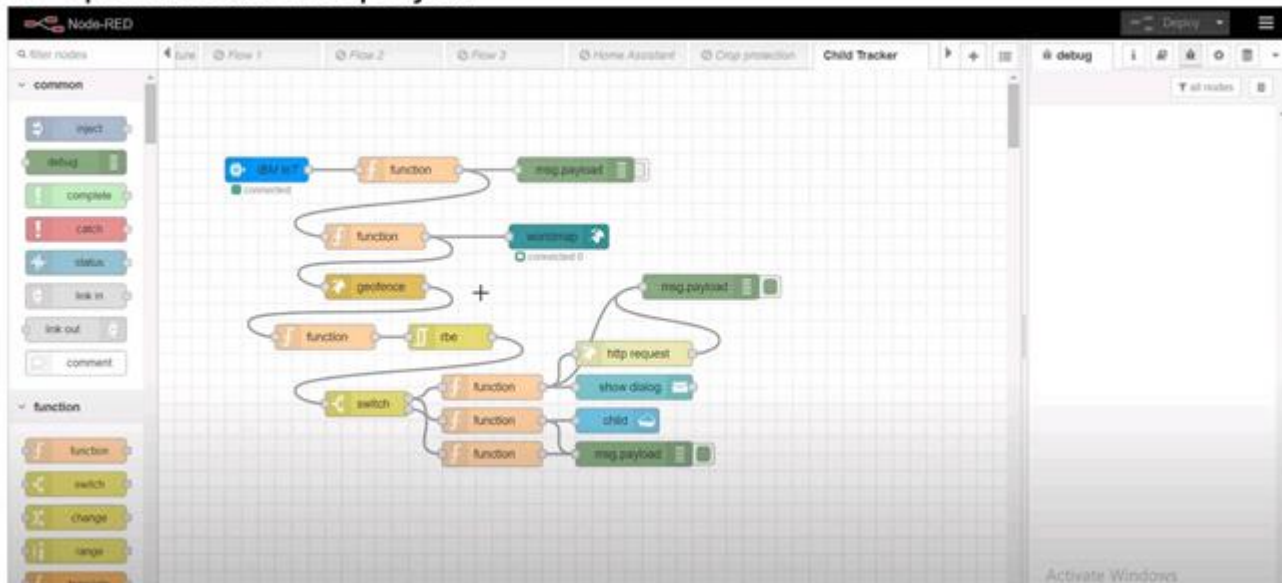 Node-RED
Deploy
filter nodes
Flow 1
Flow 2
Flow 3
Home Assistant
Crop protection
Child Tracker
debug
i
all nodes
common
inject
debug
complete
catch
status
link in
link out
comment
function
function
switch
change
range
function
msg.payload
connected
function
worldmap
connected 0
geofence
msg.payload
function
rbe
http request
function
show dialog
switch
function
child
function
msg.payload
Activate Windows